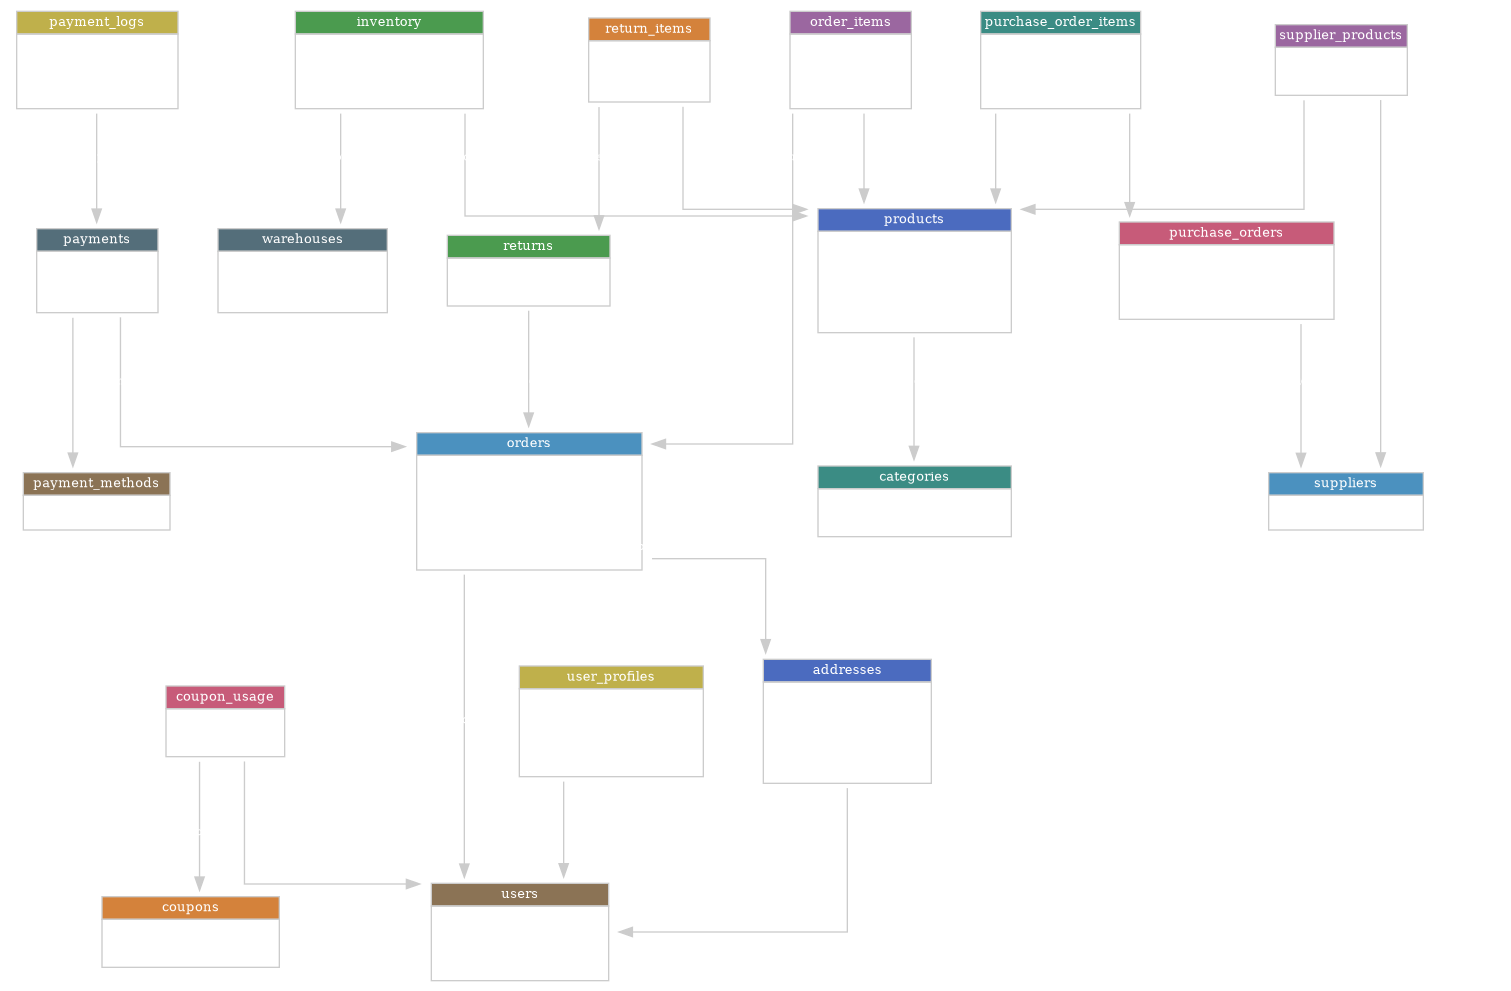 payment_logs
inventory
return_items
order_items
purchase_order_items
supplier_products
payments
warehouses
returns
products
purchase_orders
payment_methods
orders
categories
suppliers
coupon_usage
user_profiles
addresses
coupons
users